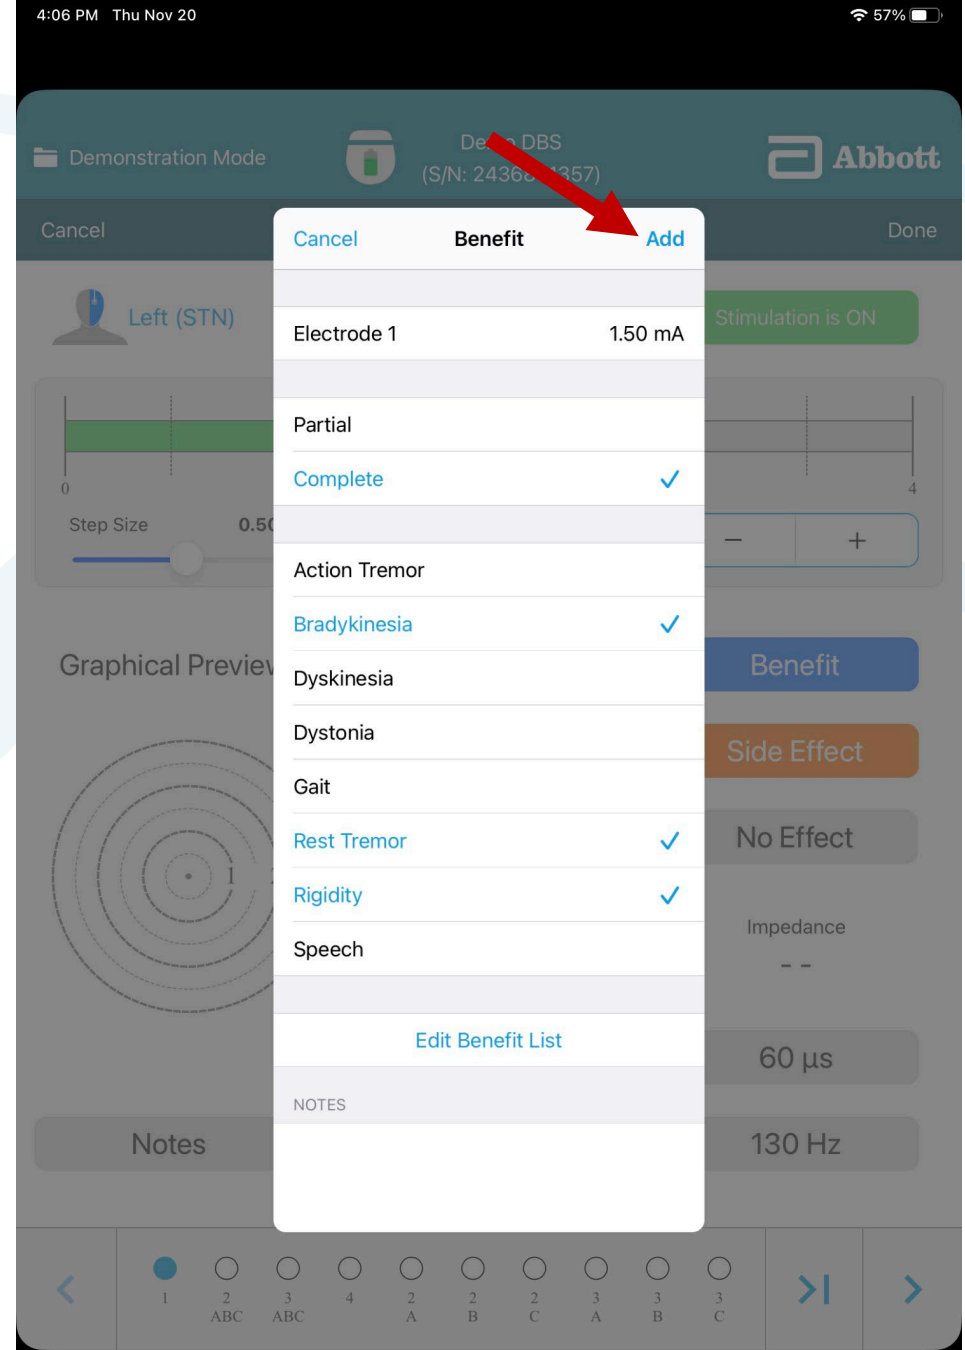 4:06 PM Thu Nov 20
57%
Demonstration Mode
DBS
Abbott
Cancel
Cancel
Benefit
Add
Done
Left (STN)
Stimulation is ON
Electrode 1
1.50 mA
Partial
Complete
0
4
Step Size
− +
Action Tremor
Bradykinesia
Dyskinesia
Dystonia
Gait
Rest Tremor
Rigidity
Speech
Graphical
Benefit
Side Effect
No Effect
1
Impedance
- -
Edit Benefit List
60 μs
NOTES
Notes
130 Hz
1
2
ABC
3
ABC
4
2
A
2
B
2
C
3
A
3
B
3
C